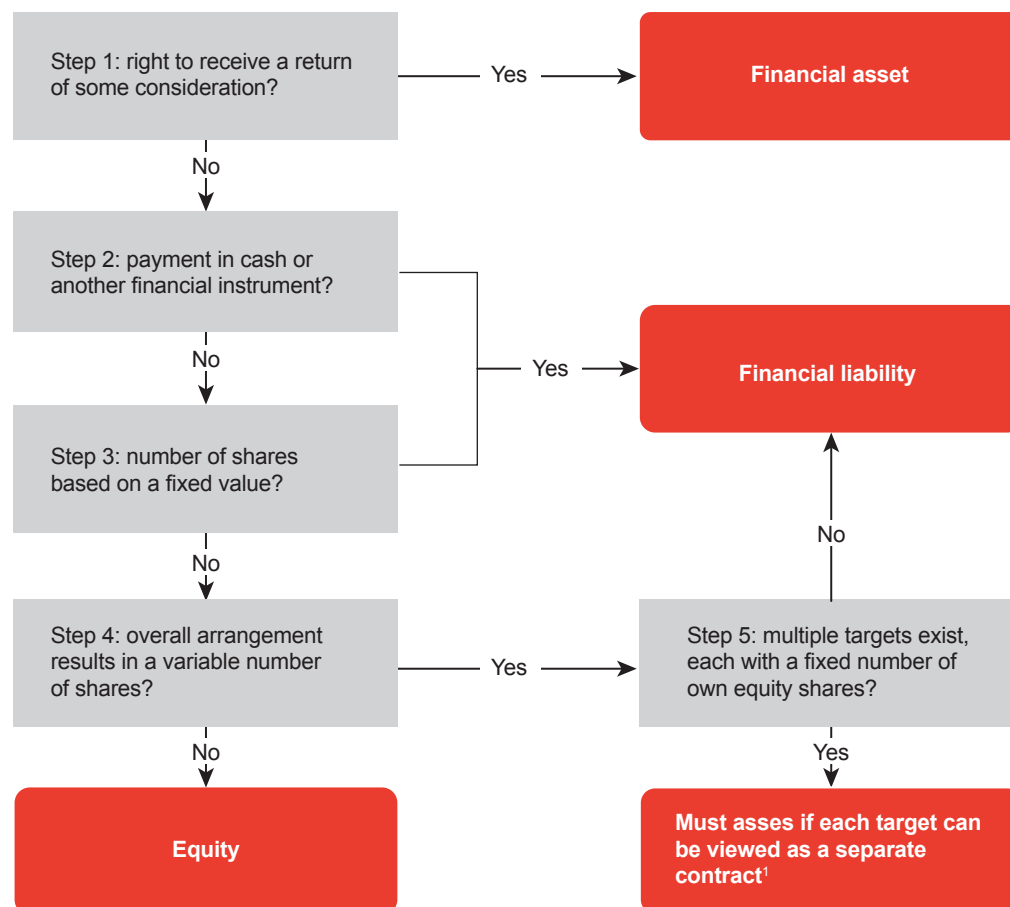 Step 1: right to receive a return
of some consideration?
Yes
Financial asset
No
Step 2: payment in cash or
another financial instrument?
No
Yes
Financial liability
Step 3: number of shares
based on a fixed value?
No
No
Step 4: overall arrangement
results in a variable number
of shares?
Yes
Step 5: multiple targets exist,
each with a fixed number of
own equity shares?
No
Yes
Equity
Must asses if each target can
be viewed as a separate
contract¹